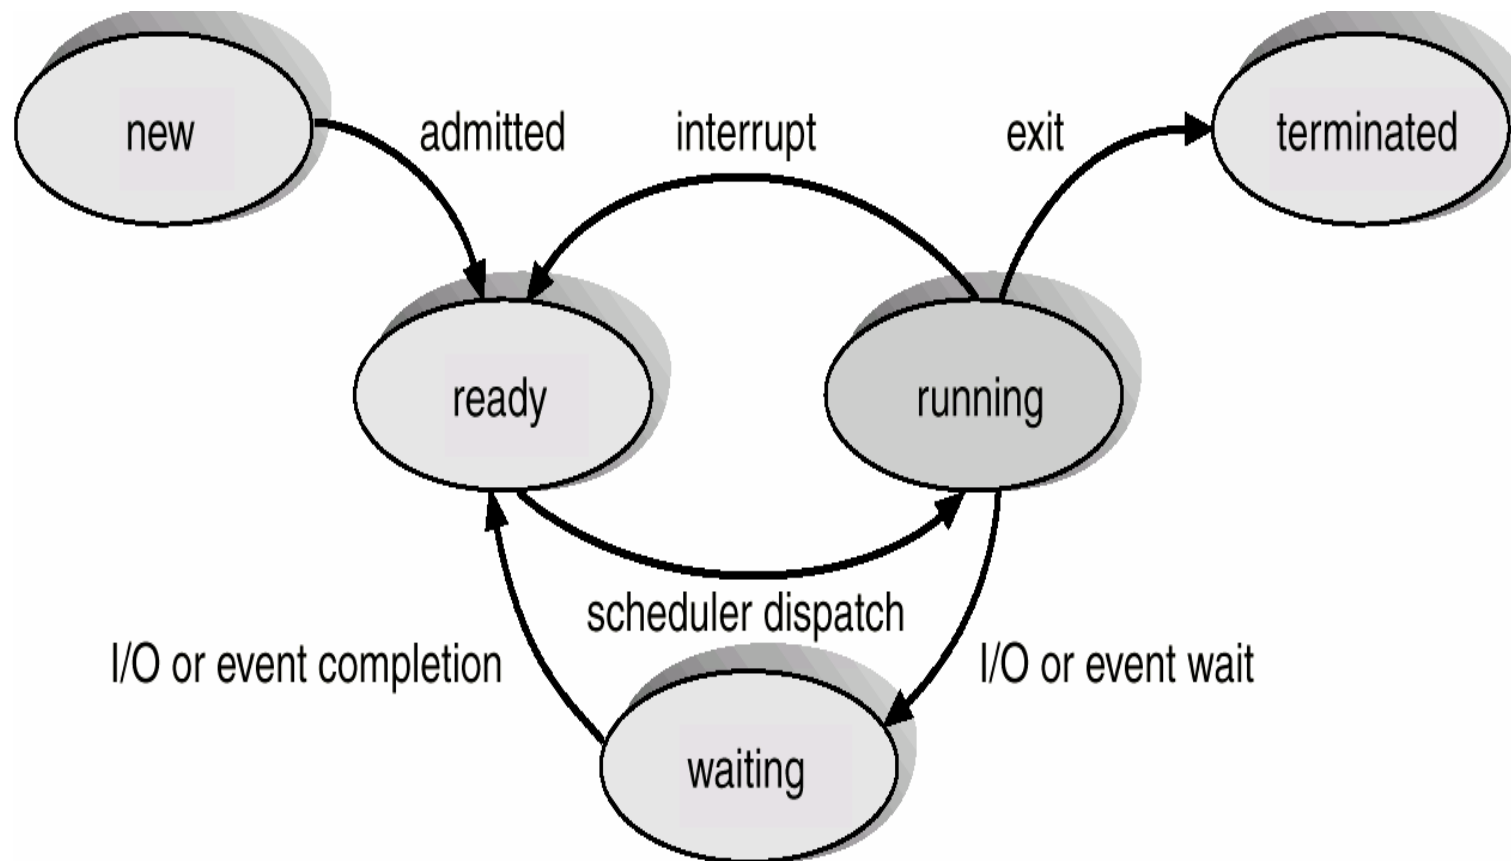 new
admitted
interrupt
exit
terminated
ready
running
scheduler dispatch
I/O or event completion
I/O or event wait
waiting